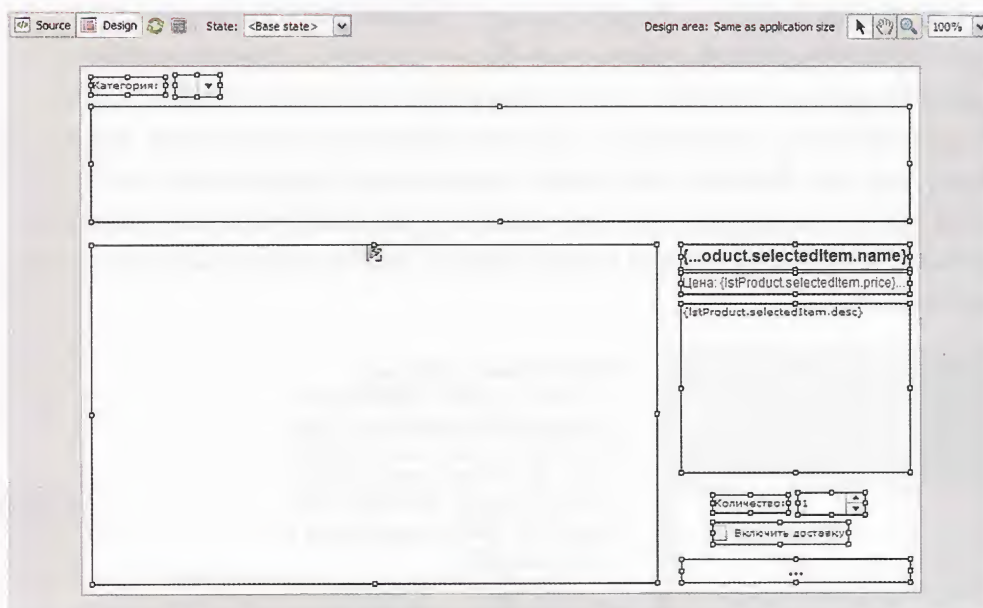 Source Design State: <Base state> Design area: Same as application size 100%
Категория:
{...oduct.selectedItem.name}
Цена: {lstProduct.selectedItem.price}...
{lstProduct.selectedItem.desc}
Количество: 1
Включить доставку
...